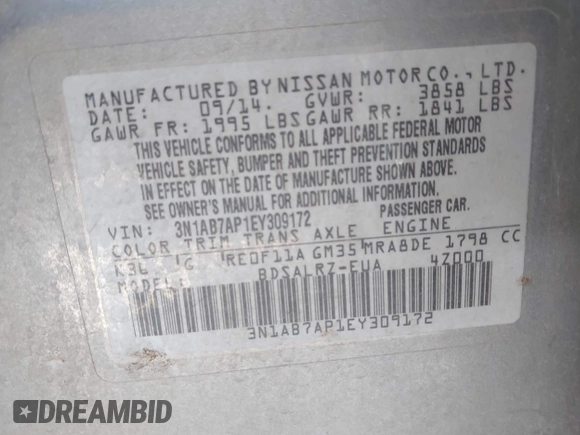 MANUFACTURED BY NISSAN MOTOR CO., LTD.
DATE: 09/14. GVWR: 3858 LBS
GAWR FR: 1995 LBS GAWR RR: 1841 LBS
THIS VEHICLE CONFORMS TO ALL APPLICABLE FEDERAL MOTOR
VEHICLE SAFETY, BUMPER AND THEFT PREVENTION STANDARDS
IN EFFECT ON THE DATE OF MANUFACTURE SHOWN ABOVE.
SEE OWNER'S MANUAL FOR ADDITIONAL INFORMATION.
VIN: 3N1AB7AP1EY309172 PASSENGER CAR.
COLOR TRIM TRANS AXLE ENGINE
K36 G RE0F11A GM35 MRA8DE 1798 CC
MODEL: BDSALRZ-EUA 4Z000
3N1AB7AP1EY309172
DREAMBID